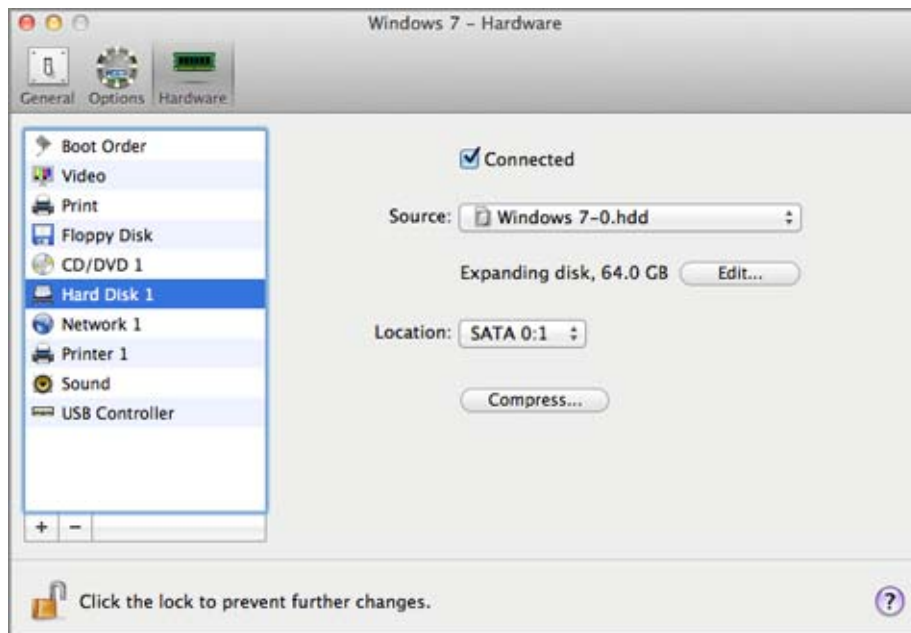 Windows 7 – Hardware
General Options Hardware
Boot Order
Video
Print
Floppy Disk
CD/DVD 1
Hard Disk 1
Network 1
Printer 1
Sound
USB Controller
+ −
Connected
Source: Windows 7-0.hdd
Expanding disk, 64.0 GB Edit...
Location: SATA 0:1
Compress...
Click the lock to prevent further changes.
?